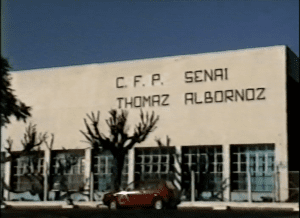 C. F. P. SENAI
THOMAZ ALBORNOZ